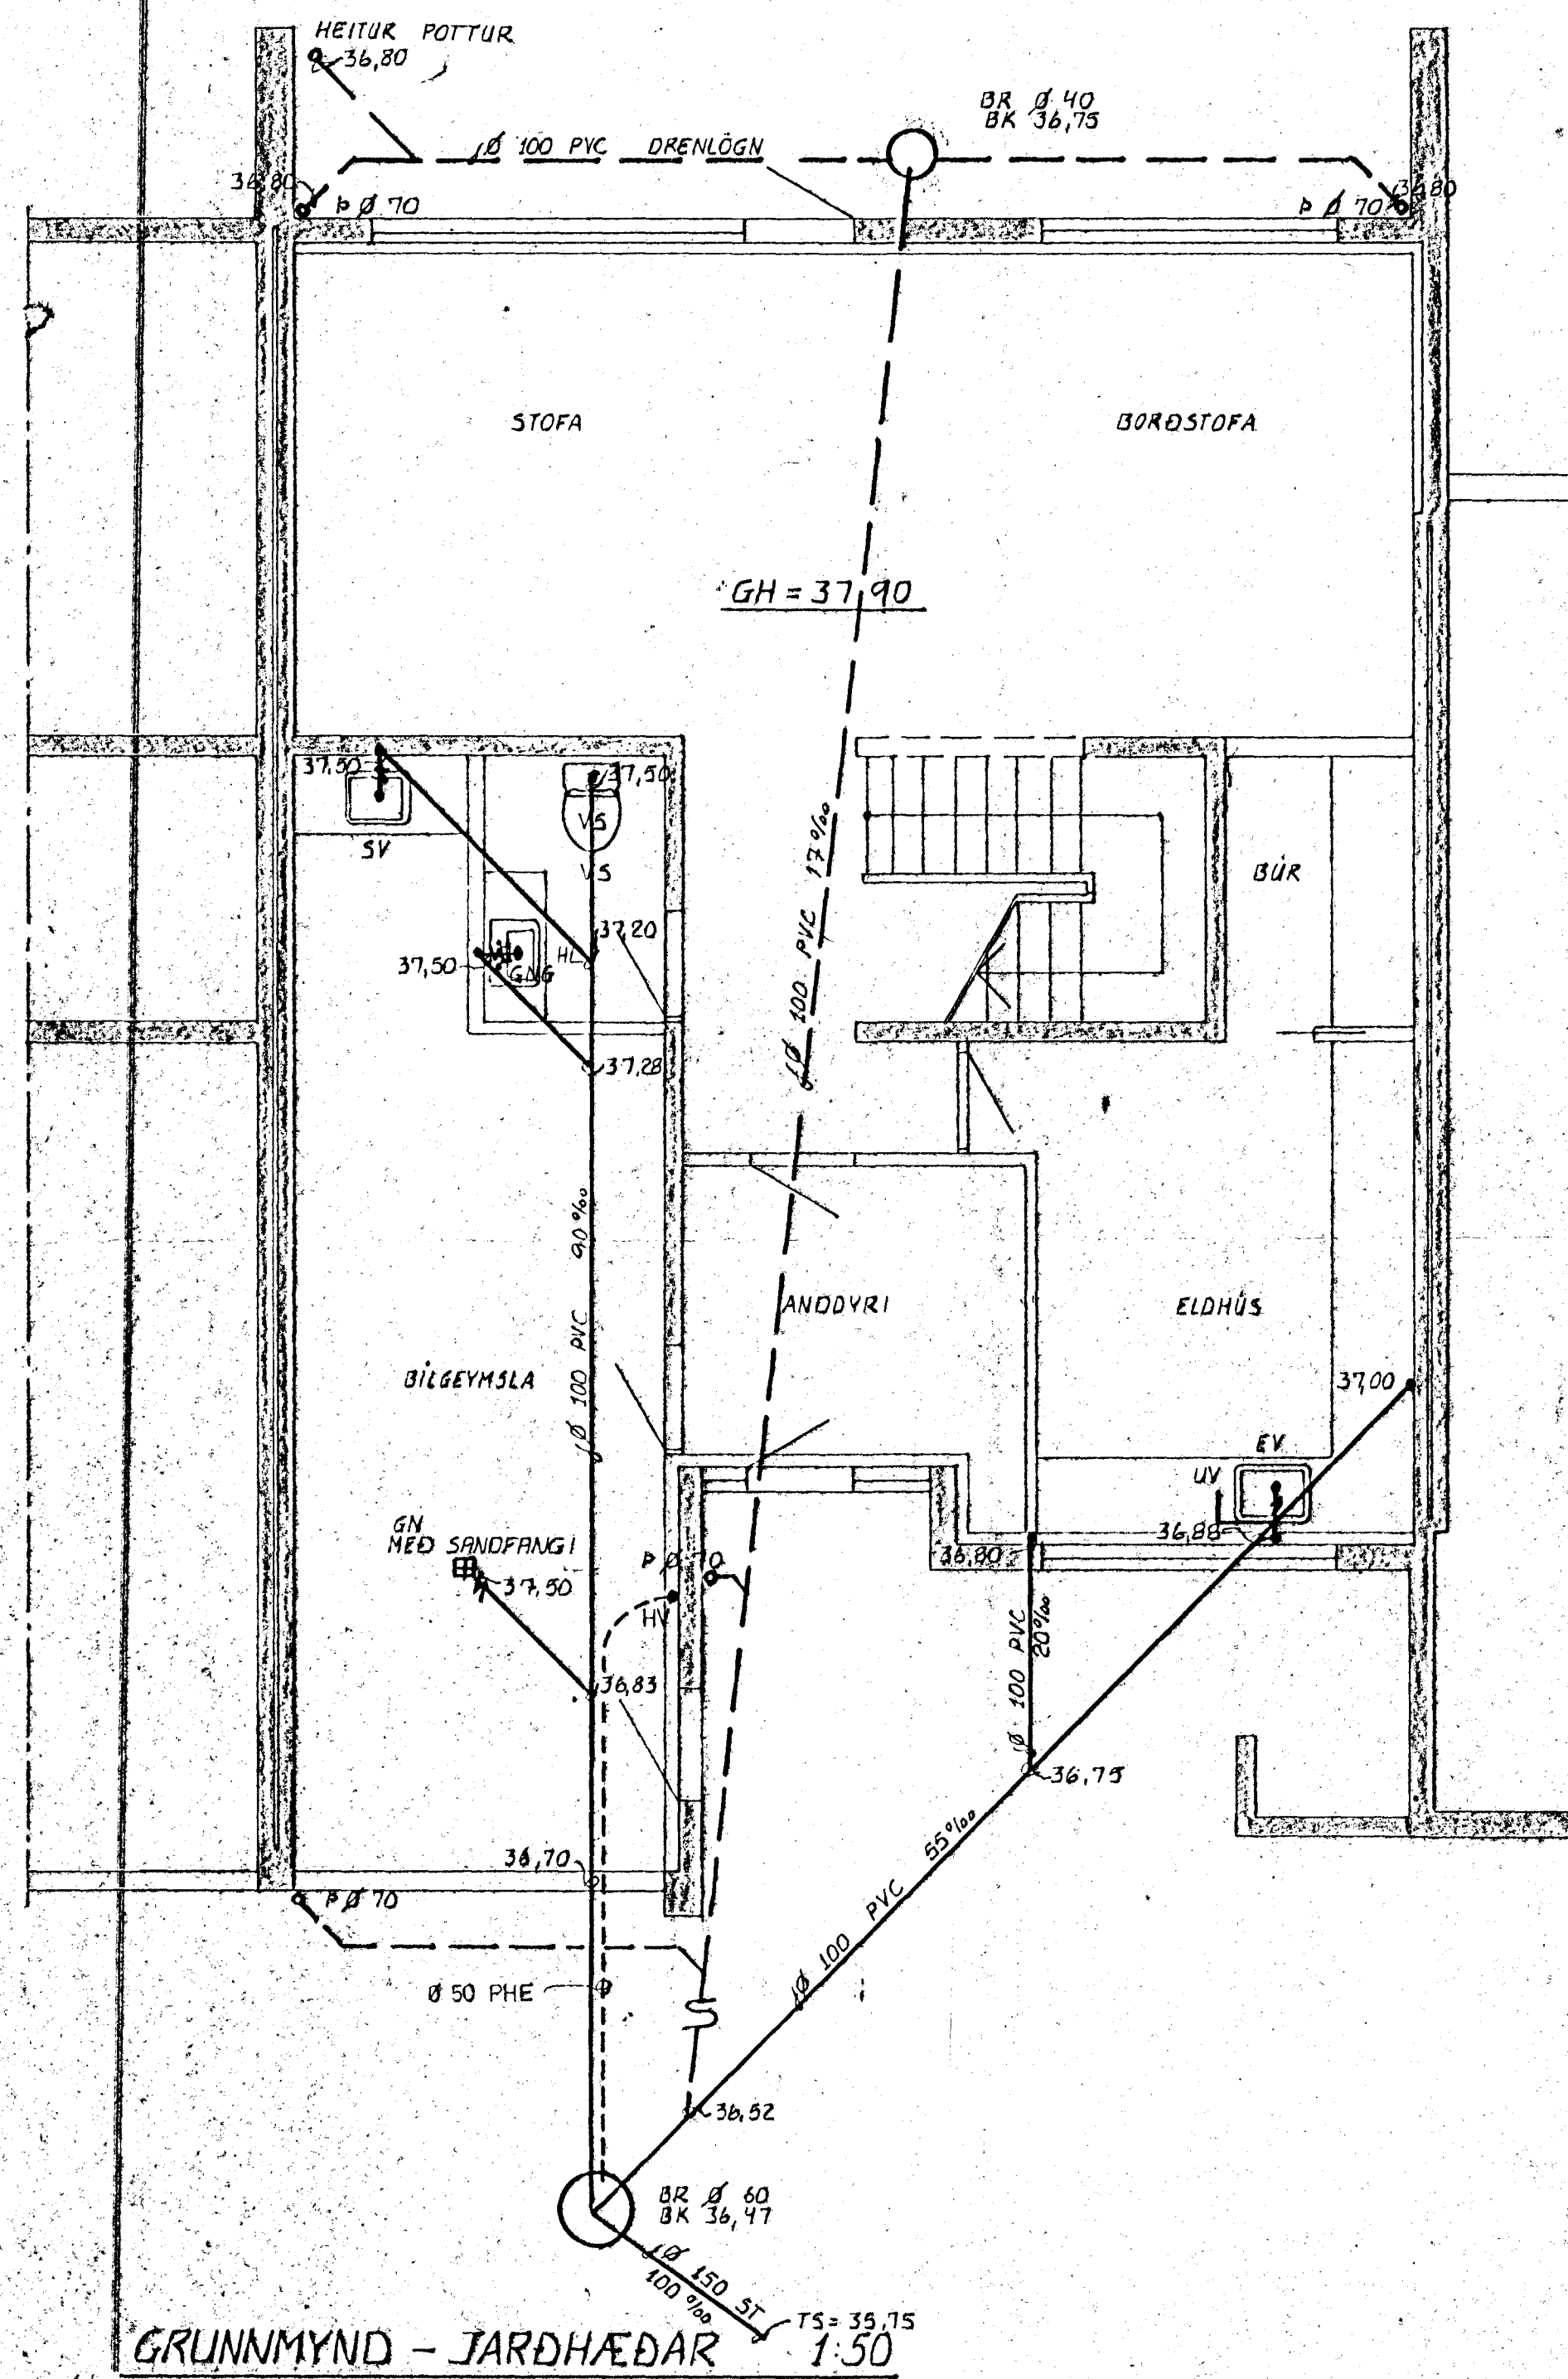 HEITUR POTTUR
36,80
BR Ø 40
BK 36,75
Ø 100 PVC DRENLÖGN
36,80
Þ Ø 70
36,80
Þ Ø 70
STOFA
BORÐSTOFA
GH = 37,90
37,50
SV
37,50
VS
VS
37,20
HL
37,50
GNG
37,28
Ø 100 PVC 17‰
BÚR
Ø 100 PVC 90‰
ANDDYRI
ELDHÚS
BÍLGEYMSLA
37,00
EV
UV
36,88
36,80
GN
MEÐ SANDFANGI
37,50
Þ Ø 70
HV
Ø 100 PVC
20‰
36,83
36,75
36,70
Þ Ø 70
Ø 100 PVC 55‰
Ø 50 PHE
36,52
BR Ø 60
BK 36,47
Ø 150 ST
100‰
TS = 35,75
GRUNNMYND – JARÐHÆÐAR 1:50